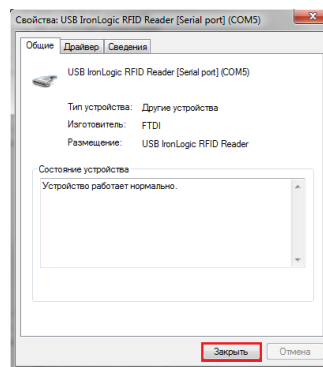 Свойства: USB IronLogic RFID Reader [Serial port] (COM5)
Общие Драйвер Сведения
USB IronLogic RFID Reader [Serial port] (COM5)
Тип устройства: Другие устройства
Изготовитель: FTDI
Размещение: USB IronLogic RFID Reader
Состояние устройства
Устройство работает нормально.
Закрыть Отмена